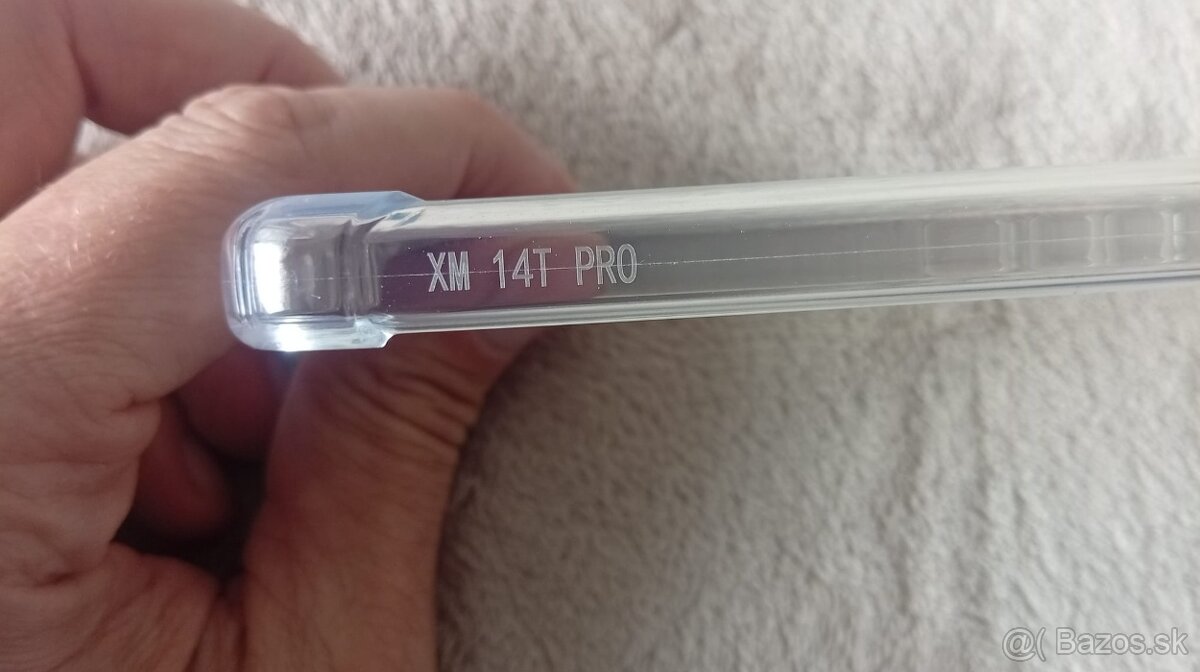 XM 14T PRO
@( Bazos.sk